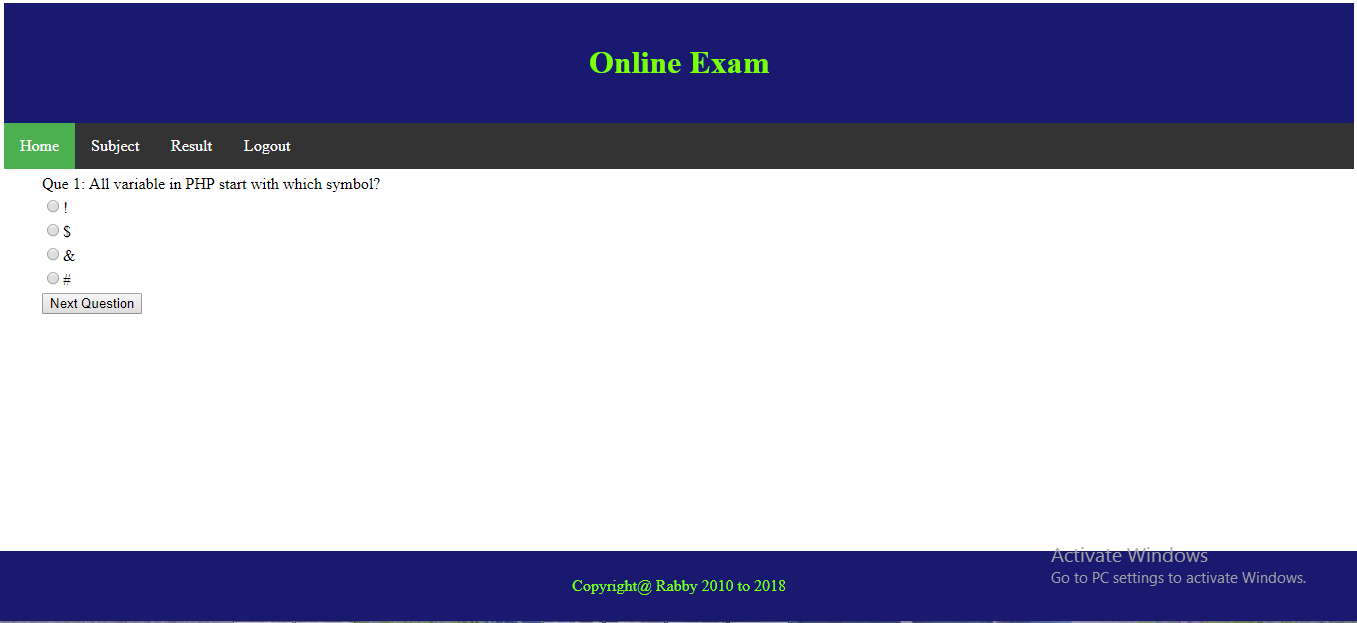 Online Exam
Home Subject Result Logout
Que 1: All variable in PHP start with which symbol?
!
$
&
#
Next Question
Activate Windows
Go to PC settings to activate Windows.
Copyright@ Rabby 2010 to 2018